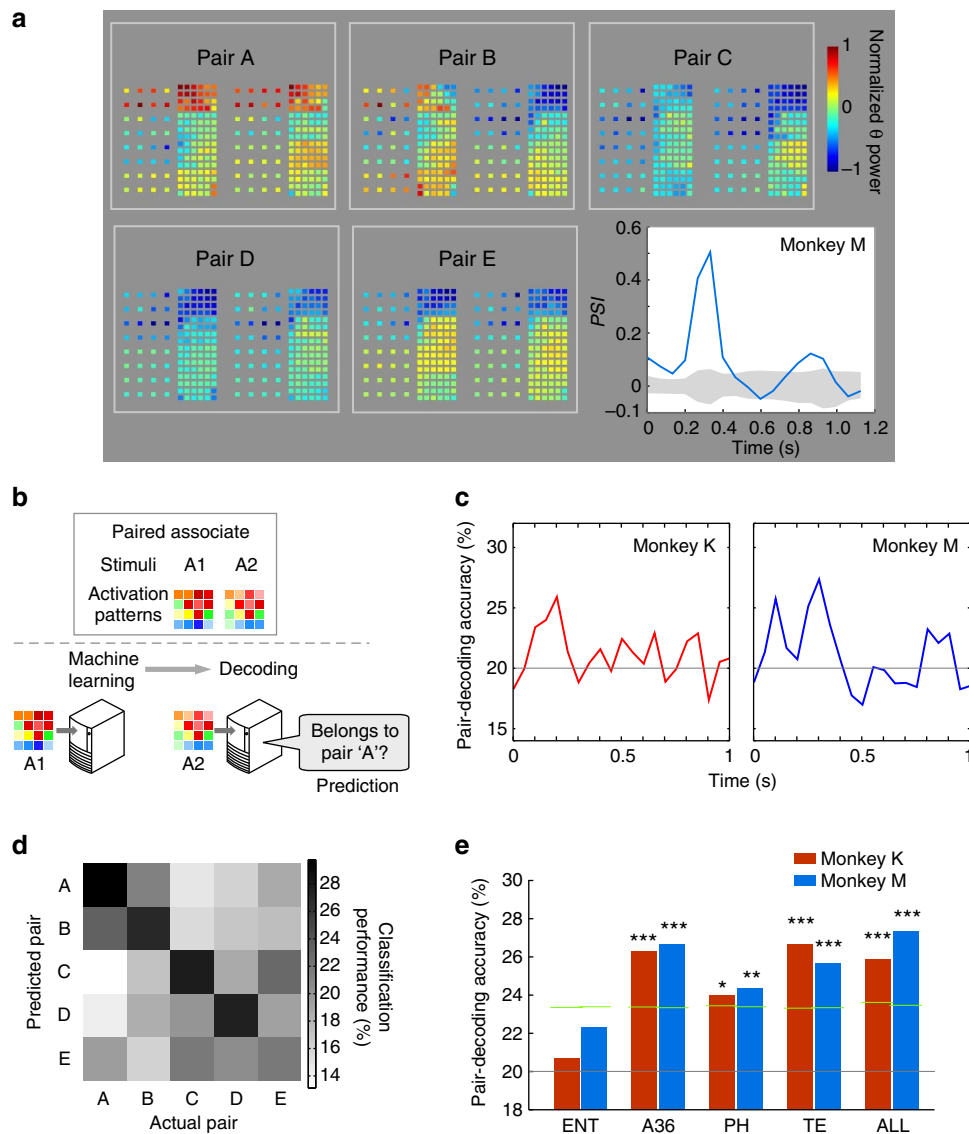 a
Pair A
Pair B
Pair C
1
0
−1
Normalized θ power
Pair D
Pair E
Monkey M
0.6
0.4
0.2
0
−0.1
PSI
0 0.2 0.4 0.6 0.8 1.0 1.2
Time (s)
b
Paired associate
Stimuli A1 A2
Activation
patterns
Machine
learning
Decoding
A1
A2
Belongs to
pair ‘A’?
Prediction
c
Pair-decoding accuracy (%)
30
25
20
15
Monkey K
Monkey M
0 1
0 1
Time (s)
d
Predicted pair
A
B
C
D
E
A B C D E
Actual pair
28
26
24
22
20
18
16
14
Classification
performance (%)
e
Monkey K
Monkey M
Pair-decoding accuracy (%)
30
28
26
24
22
20
18
*** ***
* **
*** ***
*** ***
ENT A36 PH TE ALL